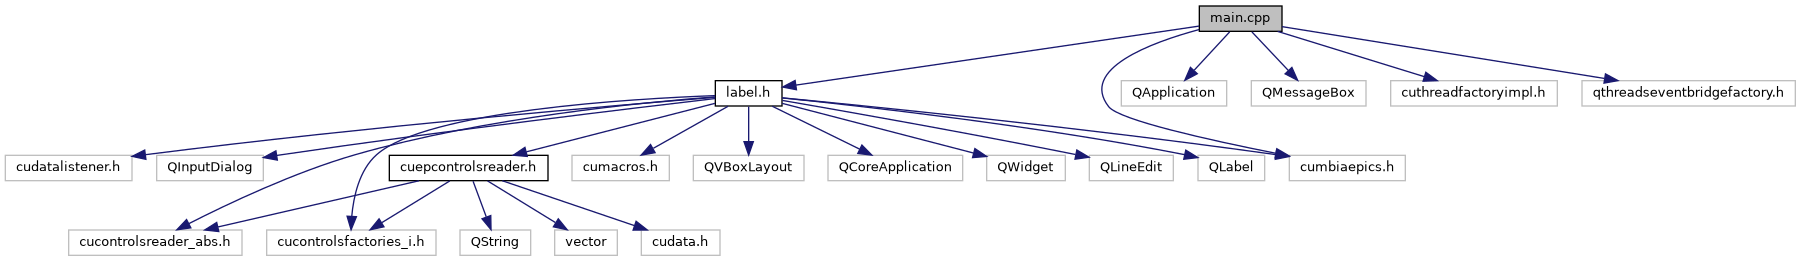 main.cpp
label.h
QApplication
QMessageBox
cuthreadfactoryimpl.h
qthreadseventbridgefactory.h
cudatalistener.h
QInputDialog
cuepcontrolsreader.h
cumacros.h
QVBoxLayout
QCoreApplication
QWidget
QLineEdit
QLabel
cumbiaepics.h
cucontrolsreader_abs.h
cucontrolsfactories_i.h
QString
vector
cudata.h